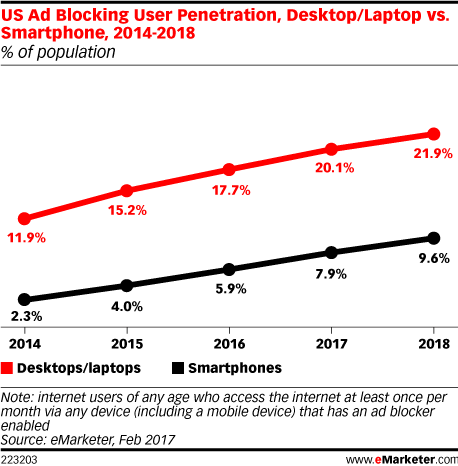 US Ad Blocking User Penetration, Desktop/Laptop vs.
Smartphone, 2014-2018
% of population
11.9%
15.2%
17.7%
20.1%
21.9%
2.3%
4.0%
5.9%
7.9%
9.6%
2014 2015 2016 2017 2018
Desktops/laptops Smartphones
Note: internet users of any age who access the internet at least once per
month via any device (including a mobile device) that has an ad blocker
enabled
Source: eMarketer, Feb 2017
223203 www.eMarketer.com